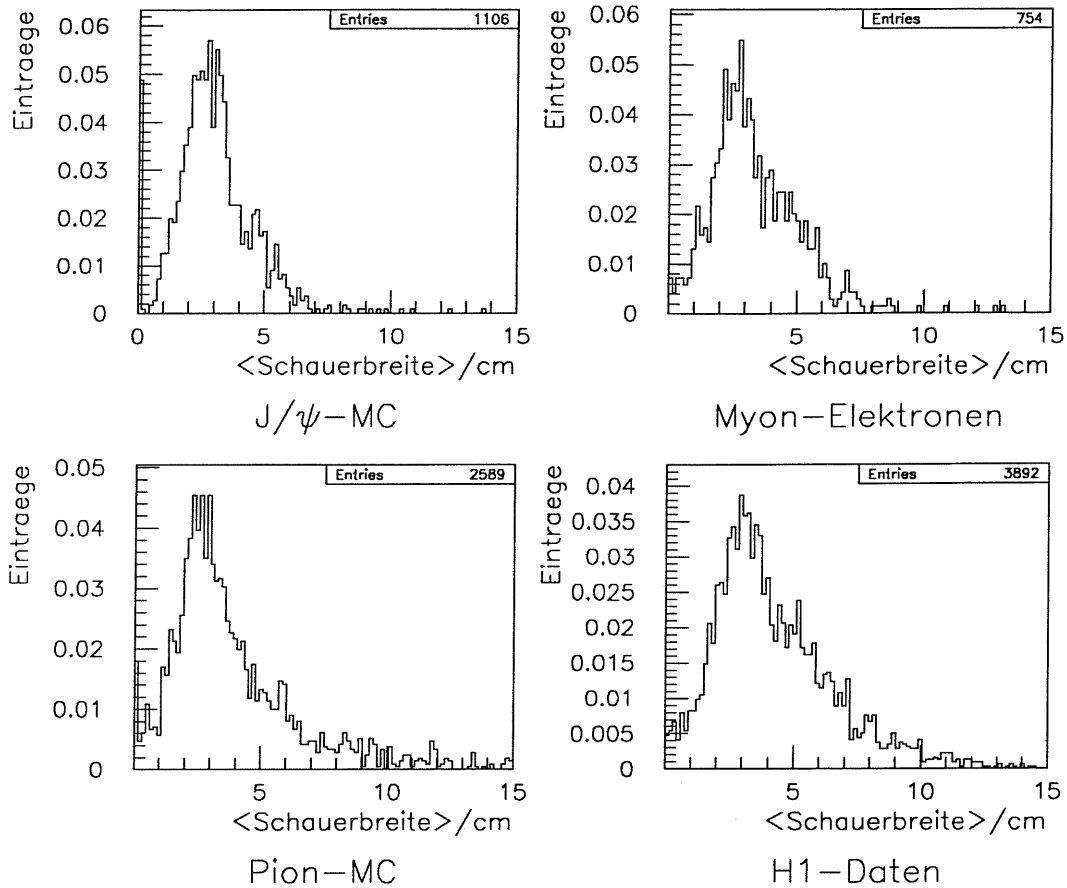 Entries 1106
Eintraege
0.06
0.05
0.04
0.03
0.02
0.01
0
0 5 10 15
<Schauerbreite>/cm
J/ψ−MC
Entries 754
Eintraege
0.06
0.05
0.04
0.03
0.02
0.01
0
5 10 15
<Schauerbreite>/cm
Myon−Elektronen
Entries 2589
Eintraege
0.05
0.04
0.03
0.02
0.01
0
5 10 15
<Schauerbreite>/cm
Pion−MC
Entries 3892
Eintraege
0.04
0.035
0.03
0.025
0.02
0.015
0.01
0.005
0
5 10 15
<Schauerbreite>/cm
H1−Daten